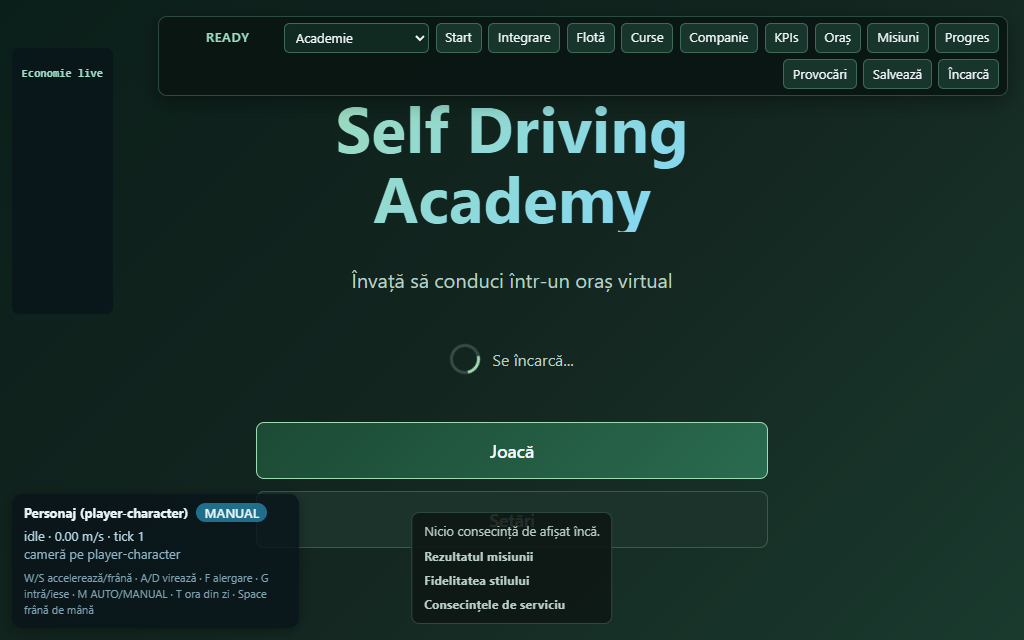 READY
Academie
Start
Integrare
Flotă
Curse
Companie
KPIs
Oraș
Misiuni
Progres
Provocări
Salvează
Încarcă
Economie live
Self Driving
Academy
Învață să conduci într-un oraș virtual
Se încarcă...
Joacă
Setări
Personaj (player-character) MANUAL
idle · 0.00 m/s · tick 1
cameră pe player-character
W/S accelerează/frână · A/D virează · F alergare · G
intră/iese · M AUTO/MANUAL · T ora din zi · Space
frână de mână
Nicio consecință de afișat încă.
Rezultatul misiunii
Fidelitatea stilului
Consecințele de serviciu